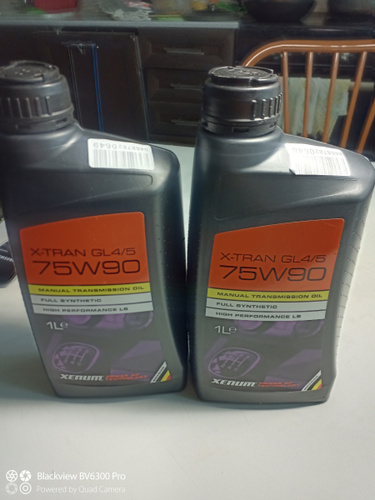 X-TRAN GL4/5
75W90
MANUAL TRANSMISSION OIL
FULL SYNTHETIC
HIGH PERFORMANCE LS
1L e
XENUM
X-TRAN GL4/5
75W90
MANUAL TRANSMISSION OIL
FULL SYNTHETIC
HIGH PERFORMANCE LS
1L e
XENUM
Blackview BV6300 Pro
Powered by Quad Camera